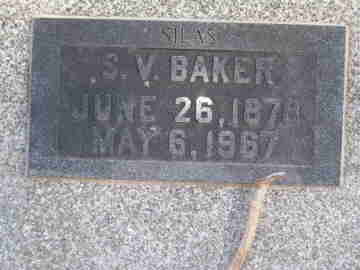 SILAS
S. V. BAKER
JUNE 26, 1878
MAY 6, 1967